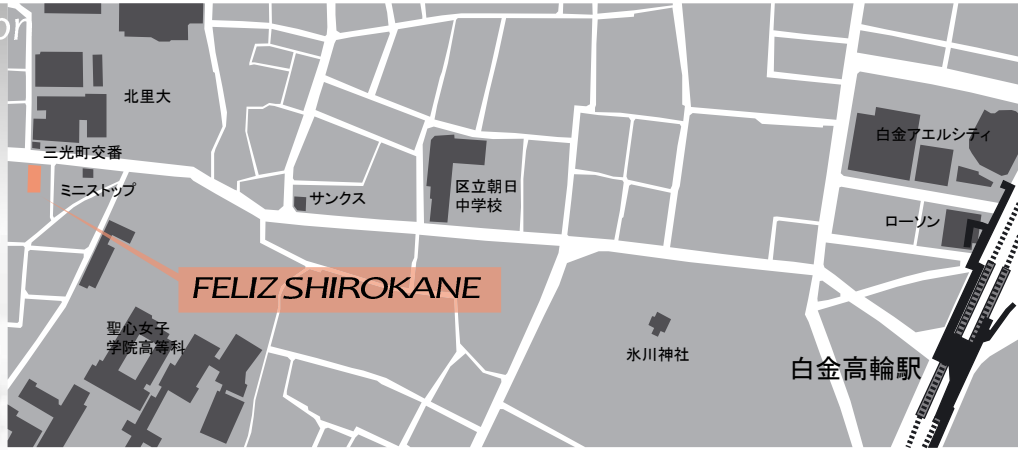 or
北里大
三光町交番
ミニストップ
サンクス
区立朝日
中学校
白金アエルシティ
ローソン
FELIZ SHIROKANE
聖心女子
学院高等科
氷川神社
白金高輪駅